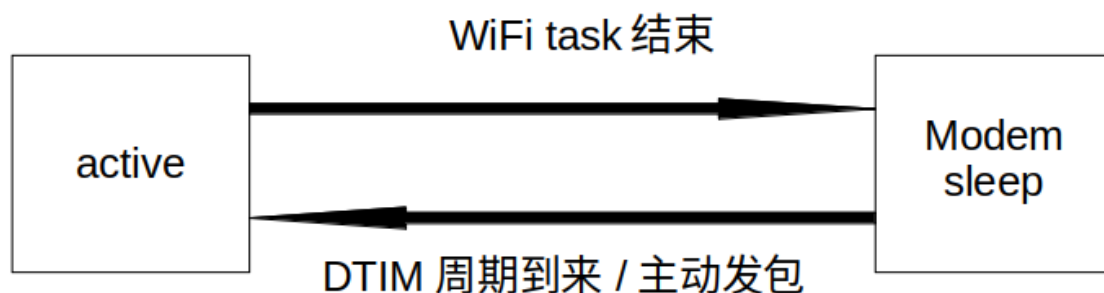 WiFi task 结束
active
Modem
sleep
DTIM 周期到来 / 主动发包